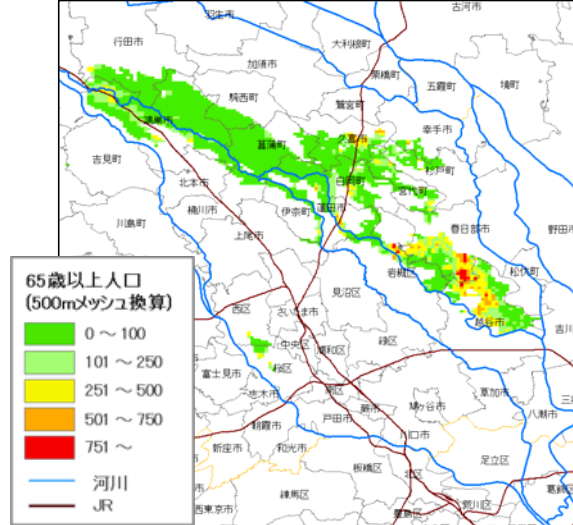 羽生市
古河市
行田市
大利根町
加須市
栗橋町
五霞町
境町
騎西町
鷲宮町
鴻巣市
久喜市
幸手市
吉見町
菖蒲町
杉戸町
北本市
白岡町
宮代町
川島町
桶川市
伊奈町
蓮田市
上尾市
春日部市
野田市
岩槻区
松伏町
65歳以上人口
(500mメッシュ換算)
0 ～ 100
101 ～ 250
251 ～ 500
501 ～ 750
751 ～
河川
JR
西区
見沼区
さいたま市
越谷市
吉川
中央区
浦和区
緑区
富士見市
桜区
南区
志木市
蕨市
鳩ヶ谷市
草加市
三
朝霞市
戸田市
川口市
八潮市
新座市
和光市
足立区
板橋区
北区
葛飾区
西東京市
練馬区
豊島区
荒川区